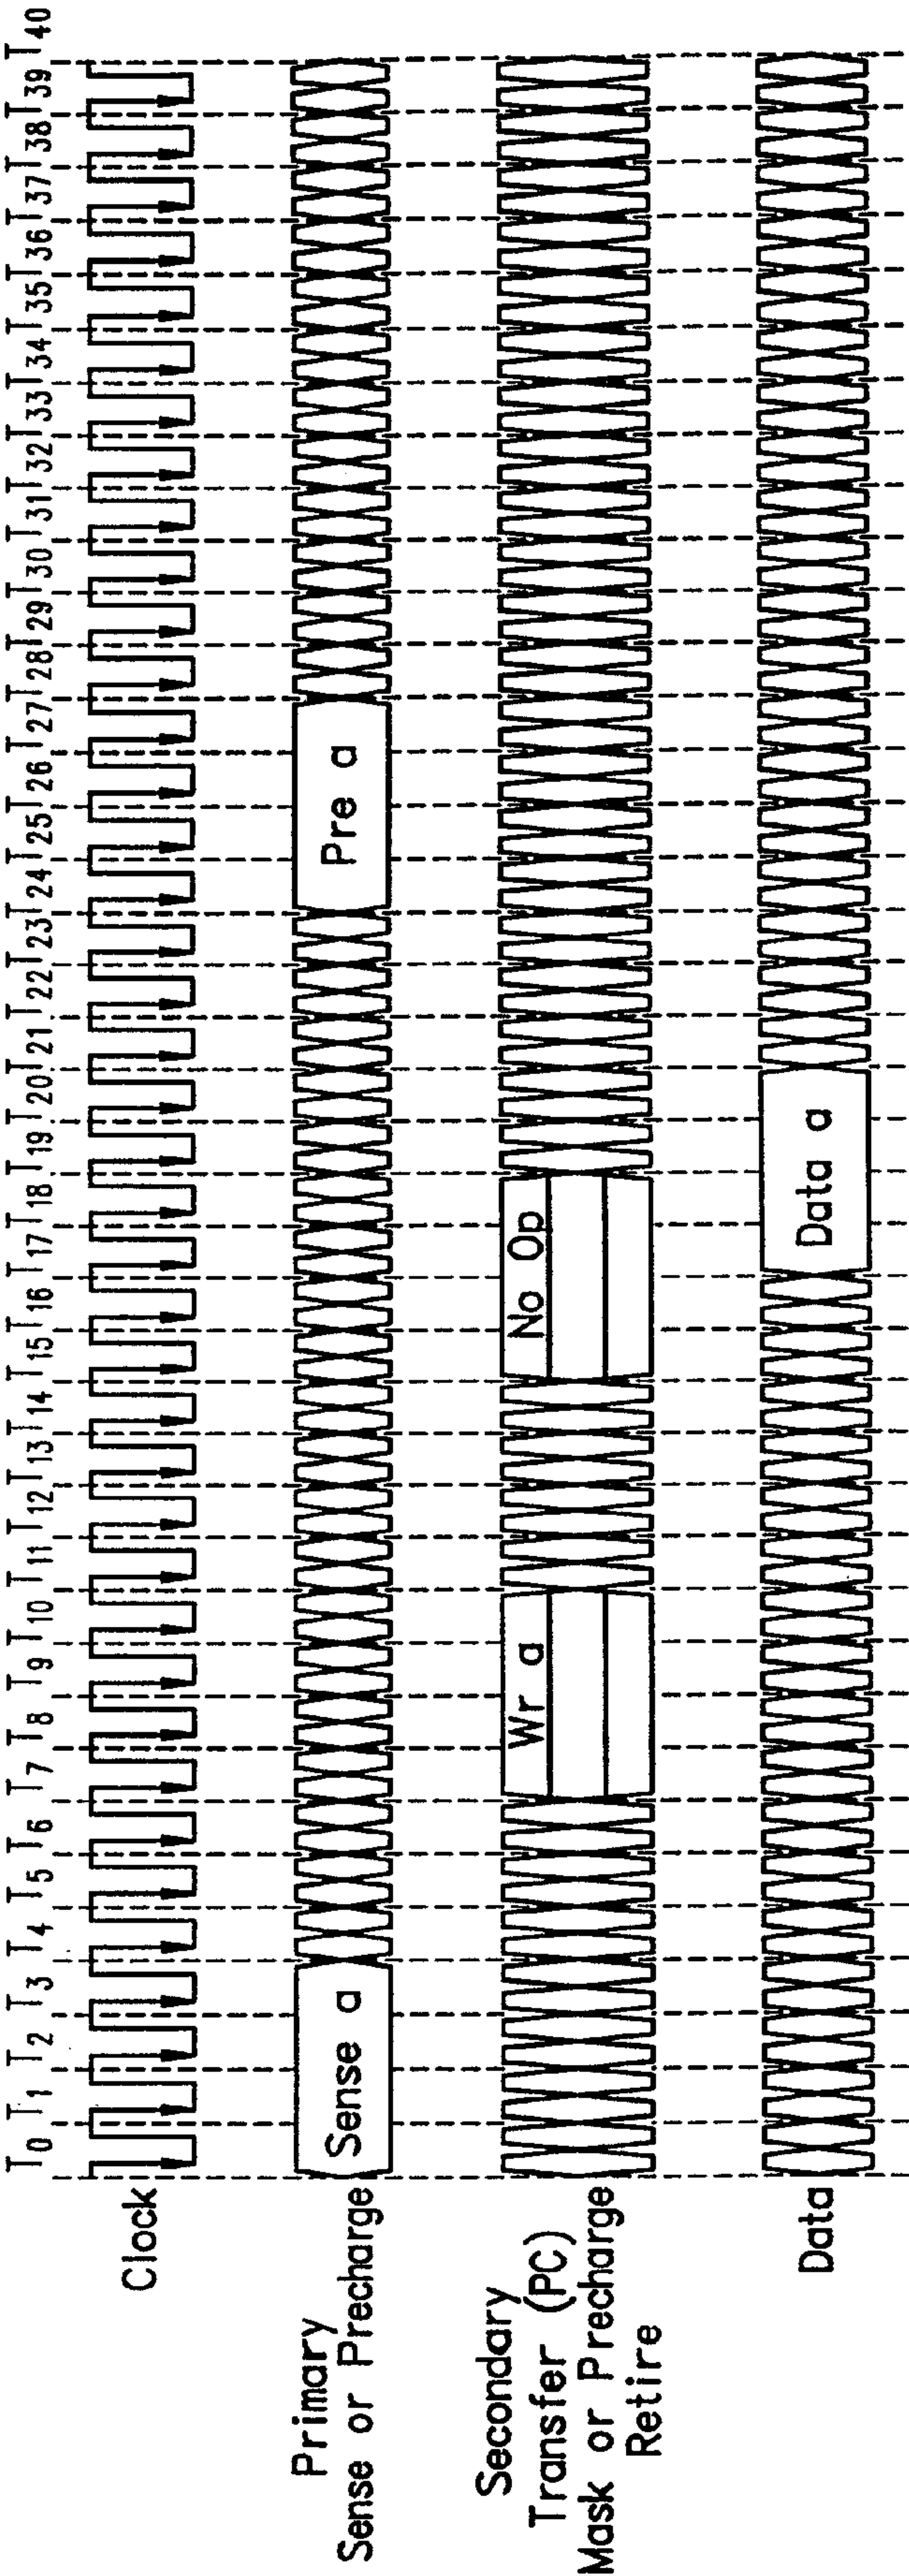 T0 T1 T2 T3 T4 T5 T6 T7 T8 T9 T10 T11 T12 T13 T14 T15 T16 T17 T18 T19 T20 T21 T22 T23 T24 T25 T26 T27 T28 T29 T30 T31 T32 T33 T34 T35 T36 T37 T38 T39 T40
Clock
Primary
Sense or Precharge
Sense a
Pre a
Secondary
Transfer (PC)
Mask or Precharge
Retire
Wr a
No Op
Data
Data a